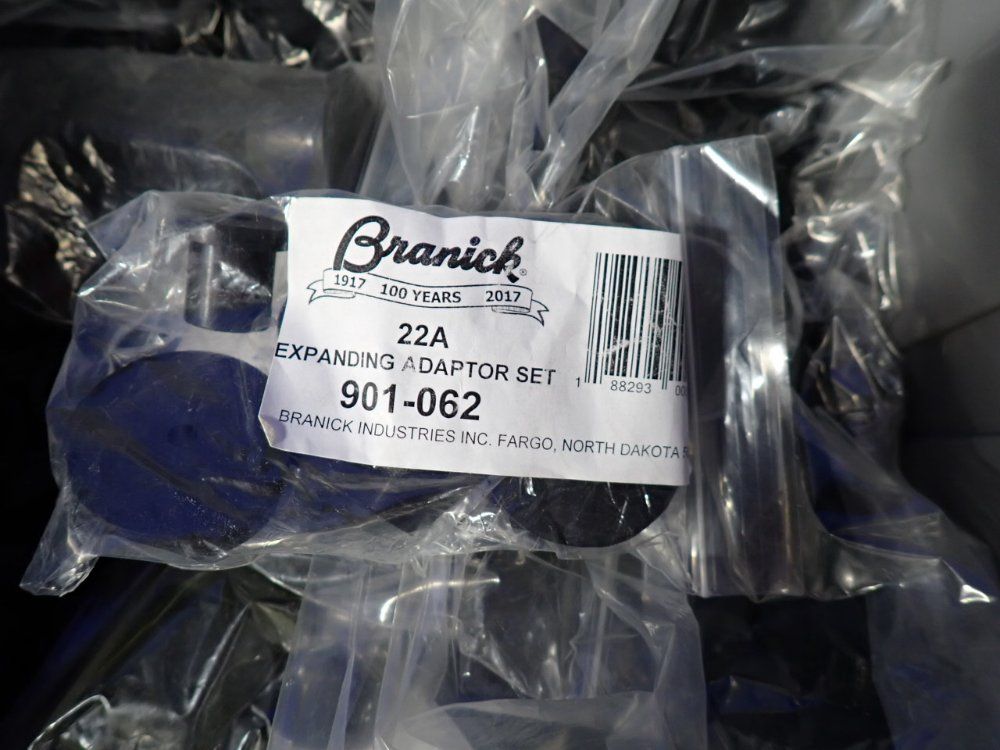 Branick®
1917 100 YEARS 2017
22A
EXPANDING ADAPTOR SET
901-062
BRANICK INDUSTRIES INC. FARGO, NORTH DAKOTA
1 88293 00